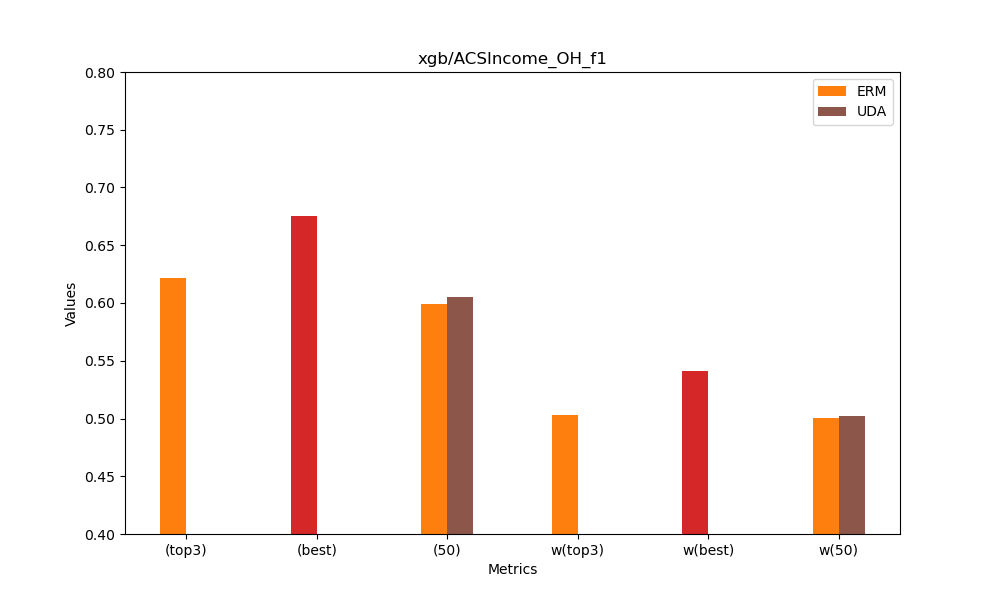 xgb/ACSIncome_OH_f1
ERM
UDA
0.80
0.75
0.70
0.65
0.60
0.55
0.50
0.45
0.40
Values
(top3)
(best)
(50)
w(top3)
w(best)
w(50)
Metrics